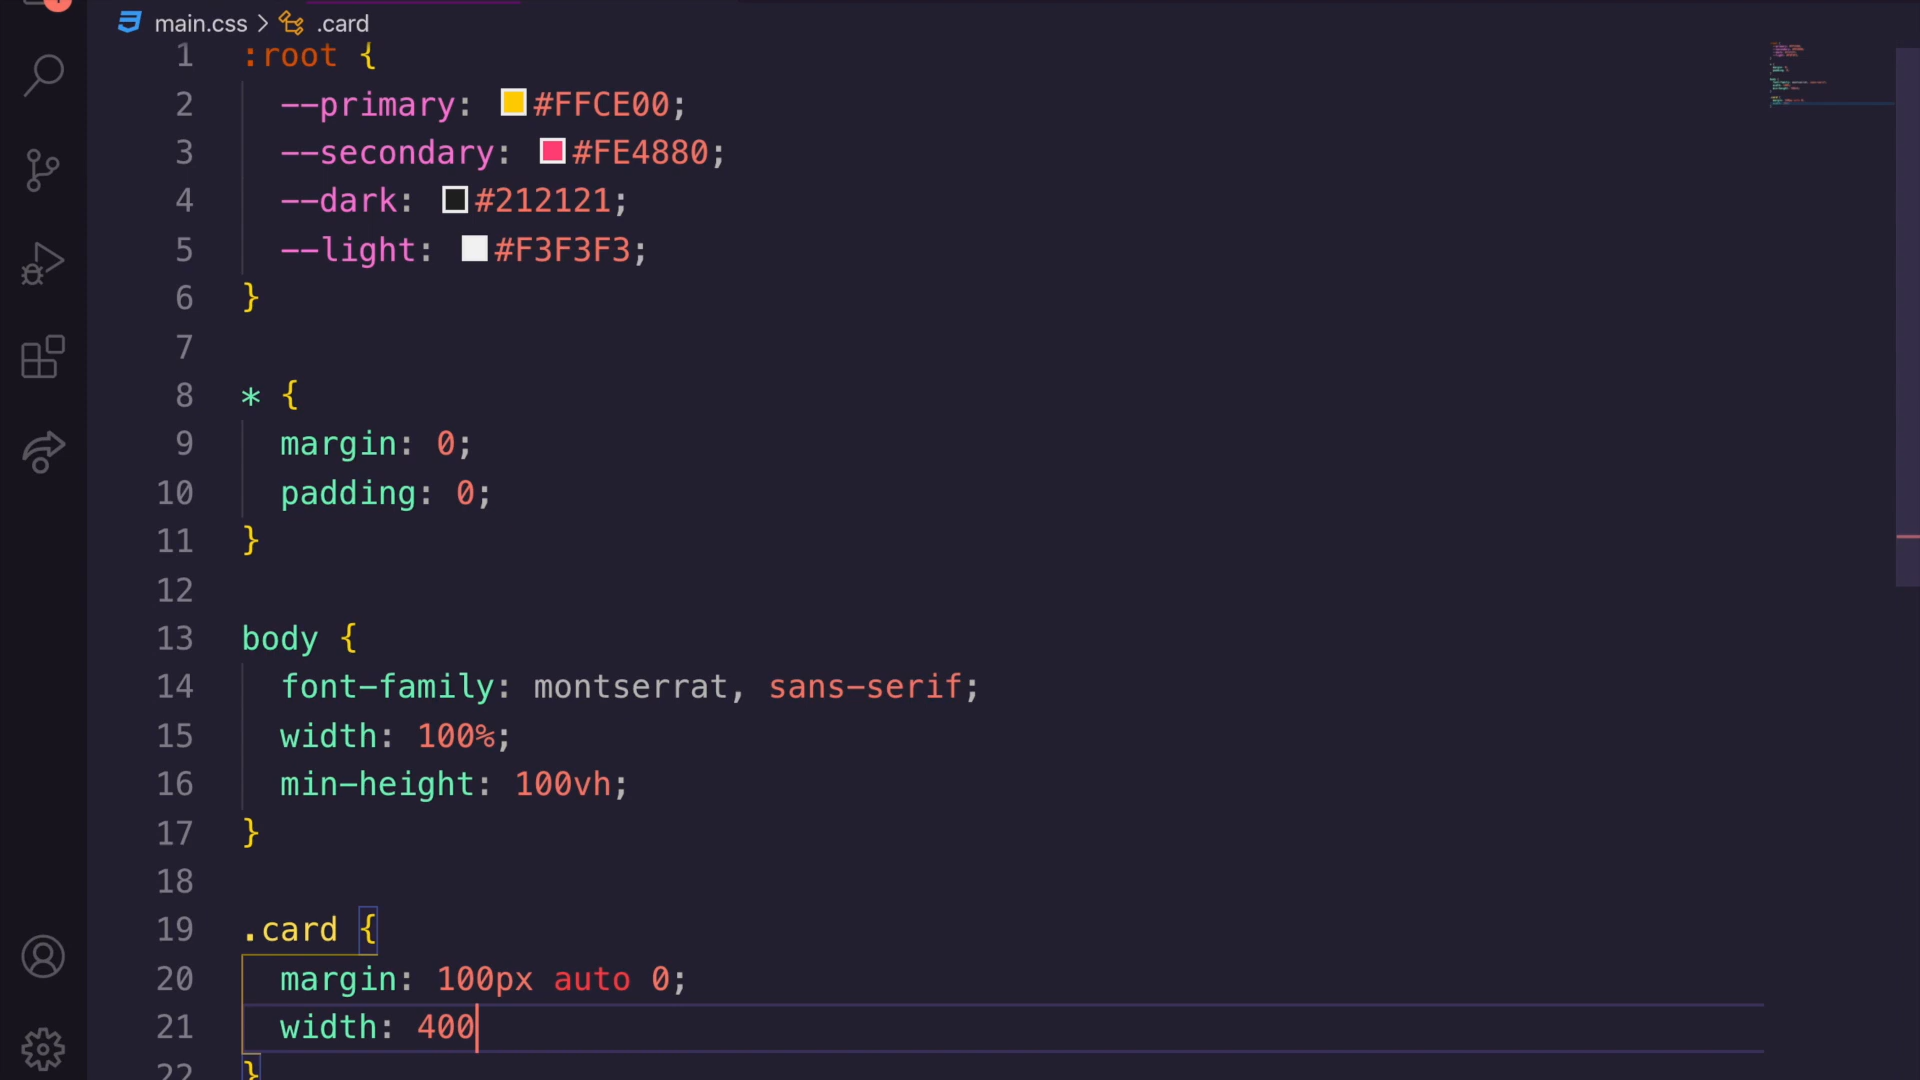 main.css > .card
1 :root {
2 --primary: #FFCE00;
3 --secondary: #FE4880;
4 --dark: #212121;
5 --light: #F3F3F3;
6 }
7
8 * {
9 margin: 0;
10 padding: 0;
11 }
12
13 body {
14 font-family: montserrat, sans-serif;
15 width: 100%;
16 min-height: 100vh;
17 }
18
19 .card {
20 margin: 100px auto 0;
21 width: 400
22 }